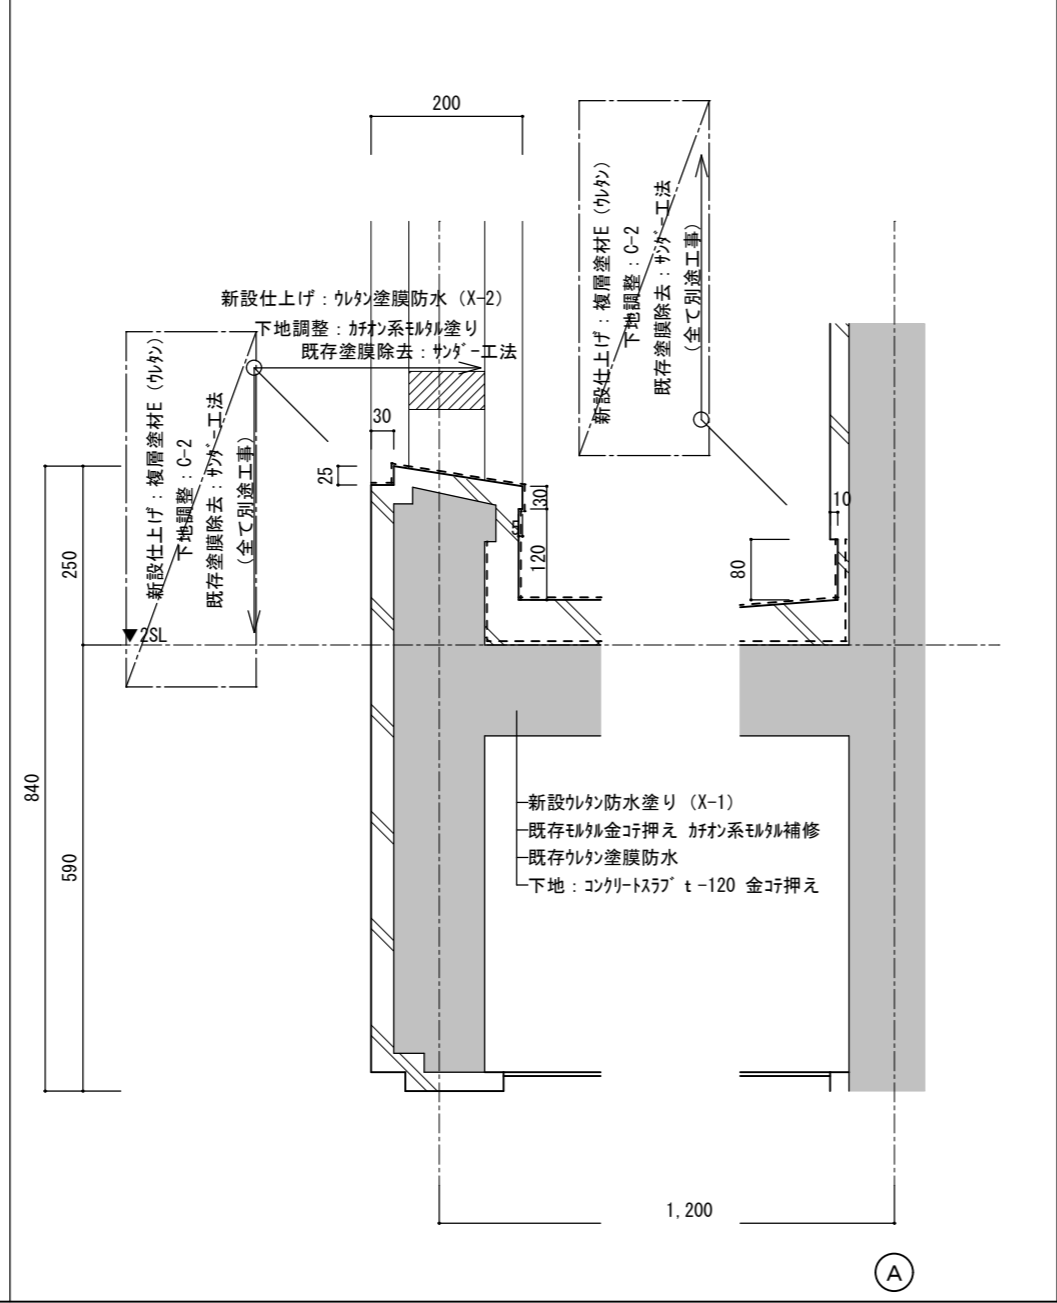 200
新設仕上げ：複層塗材E（ウレタン）
下地調整：C-2
既存塗膜除去：サンダー工法
（全て別途工事）
新設仕上げ：ウレタン塗膜防水（X-2）
下地調整：カチオン系モルタル塗り
既存塗膜除去：サンダー工法
新設仕上げ：複層塗材E（ウレタン）
下地調整：C-2
既存塗膜除去：サンダー工法
（全て別途工事）
30
25
30
10
250
120
80
2SL
840
590
新設ウレタン防水塗り（X-1）
既存モルタル金コテ押え カチオン系モルタル補修
既存ウレタン塗膜防水
下地：コンクリートスラブ t-120 金コテ押え
1,200
A